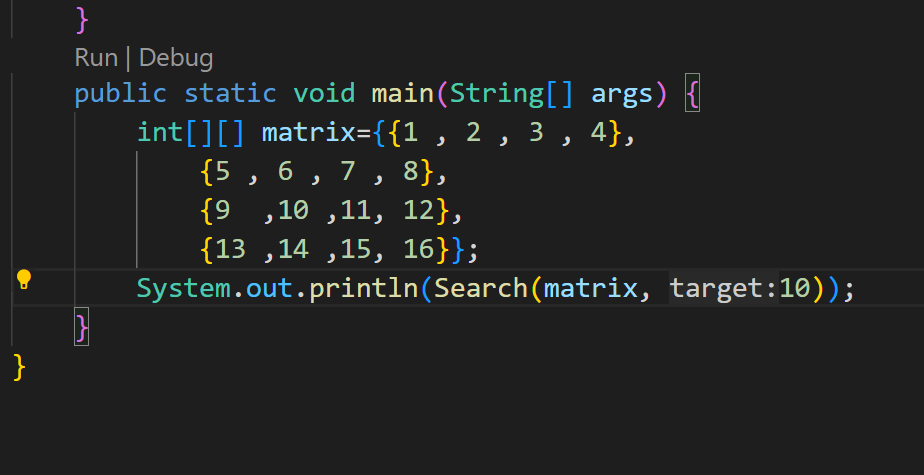 }
Run | Debug
public static void main(String[] args) {
int[][] matrix={{1 , 2 , 3 , 4},
{5 , 6 , 7 , 8},
{9  ,10 ,11, 12},
{13 ,14 ,15, 16}};
System.out.println(Search(matrix, target:10));
}
}